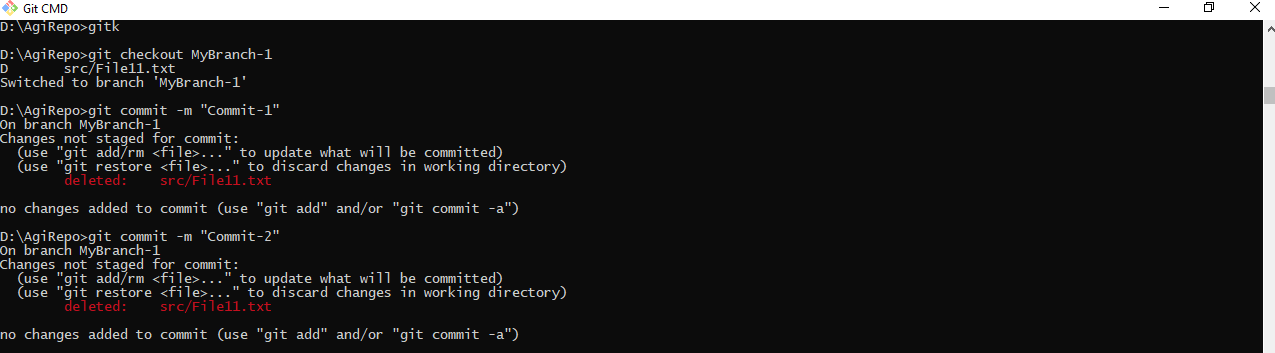 Git CMD
D:\AgiRepo>gitk
D:\AgiRepo>git checkout MyBranch-1
D       src/File11.txt
Switched to branch 'MyBranch-1'
D:\AgiRepo>git commit -m "Commit-1"
On branch MyBranch-1
Changes not staged for commit:
  (use "git add/rm <file>..." to update what will be committed)
  (use "git restore <file>..." to discard changes in working directory)
        deleted:    src/File11.txt
no changes added to commit (use "git add" and/or "git commit -a")
D:\AgiRepo>git commit -m "Commit-2"
On branch MyBranch-1
Changes not staged for commit:
  (use "git add/rm <file>..." to update what will be committed)
  (use "git restore <file>..." to discard changes in working directory)
        deleted:    src/File11.txt
no changes added to commit (use "git add" and/or "git commit -a")